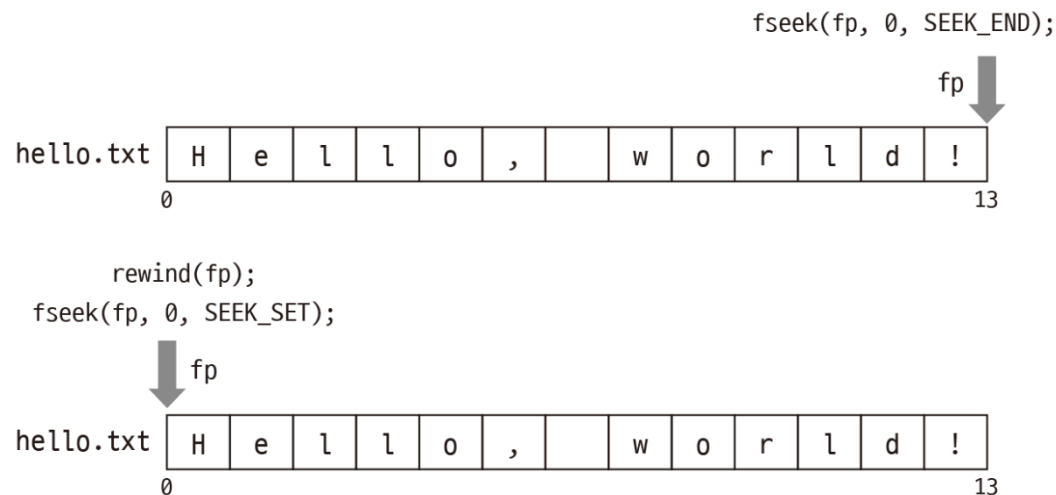 fseek(fp, 0, SEEK_END);
fp
hello.txt H e l l o , w o r l d !
0 13
rewind(fp);
fseek(fp, 0, SEEK_SET);
fp
hello.txt H e l l o , w o r l d !
0 13